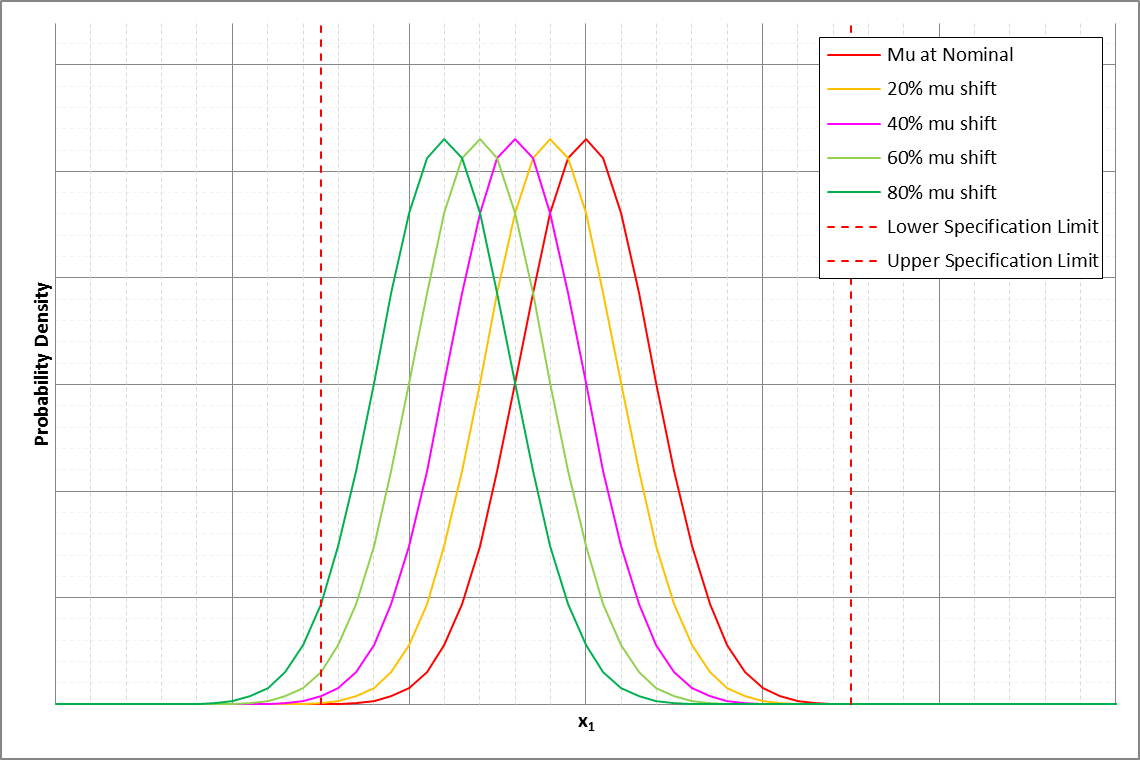 Mu at Nominal
20% mu shift
40% mu shift
60% mu shift
80% mu shift
Lower Specification Limit
Upper Specification Limit
Probability Density
x₁